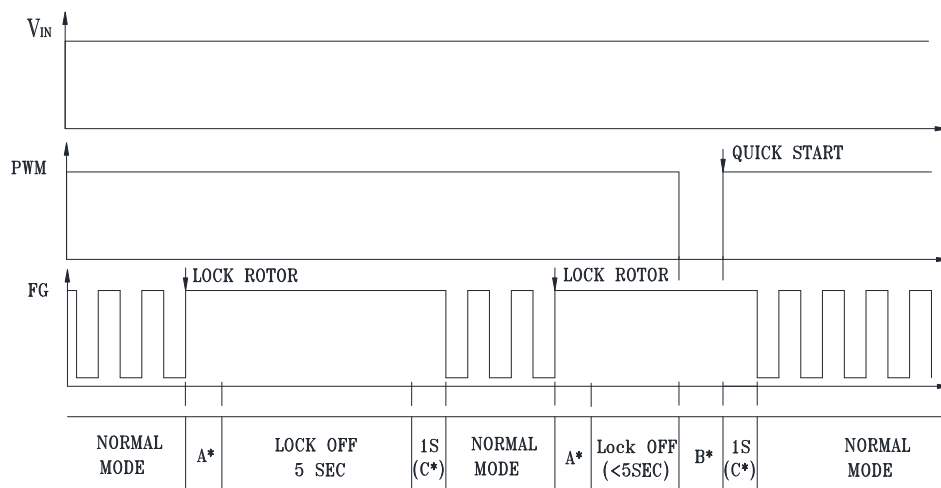 VIN
PWM
QUICK START
FG
LOCK ROTOR
LOCK ROTOR
NORMAL
MODE
A*
LOCK OFF
5 SEC
1S
(C*)
NORMAL
MODE
A*
Lock OFF
(<5SEC)
B*
1S
(C*)
NORMAL
MODE